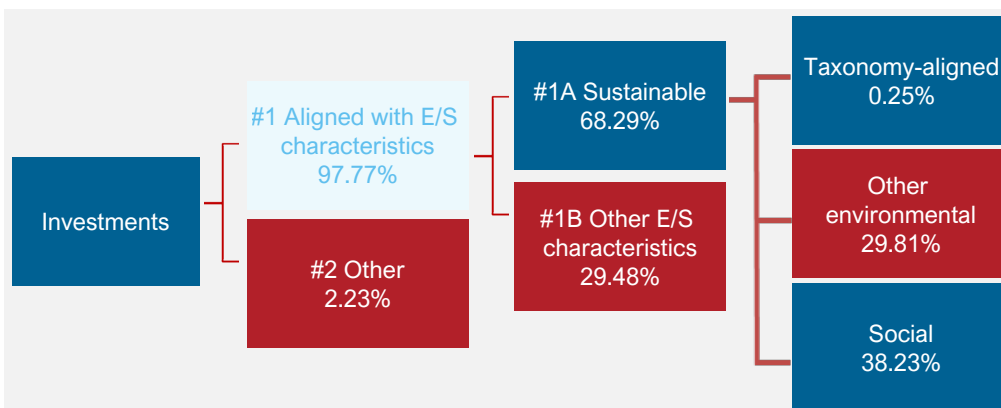 Investments
#1 Aligned with E/S
characteristics
97.77%
#2 Other
2.23%
#1A Sustainable
68.29%
#1B Other E/S
characteristics
29.48%
Taxonomy-aligned
0.25%
Other
environmental
29.81%
Social
38.23%